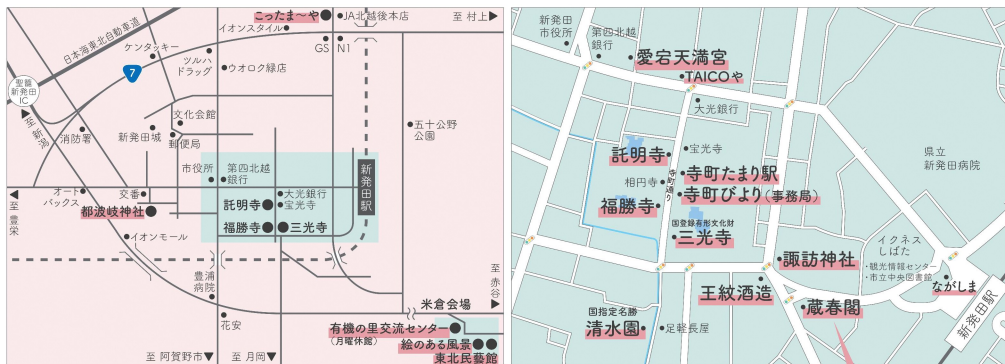 こったま〜や
JA北越後本店
至 村上▶
イオンスタイル
日本海東北自動車道
ケンタッキー
GS
N1
ツルハ
ドラッグ
ウオロク緑店
7
聖籠
新発田
IC
至 新潟
文化会館
五十公野
公園
消防署
新発田城
郵便局
市役所
第四北越
銀行
新発田駅
オート
バックス
交番
大光銀行
託明寺
宝光寺
都波岐神社
福勝寺
三光寺
至 豊栄
イオンモール
至 赤谷
豊浦
病院
米倉会場
花安
有機の里交流センター
(月曜休館)
絵のある風景
東北民藝館
至 阿賀野市▼
至 月岡▼
新発田
市役所
第四北越
銀行
愛宕天満宮
TAICOや
大光銀行
県立
新発田病院
託明寺
宝光寺
相円寺
寺町通り
寺町たまり駅
寺町びより(事務局)
福勝寺
国登録有形文化財
三光寺
諏訪神社
イクネス
しばた
・観光情報センター
・市立中央図書館
ながしま
王紋酒造
蔵春閣
国指定名勝
清水園
足軽長屋
新発田駅